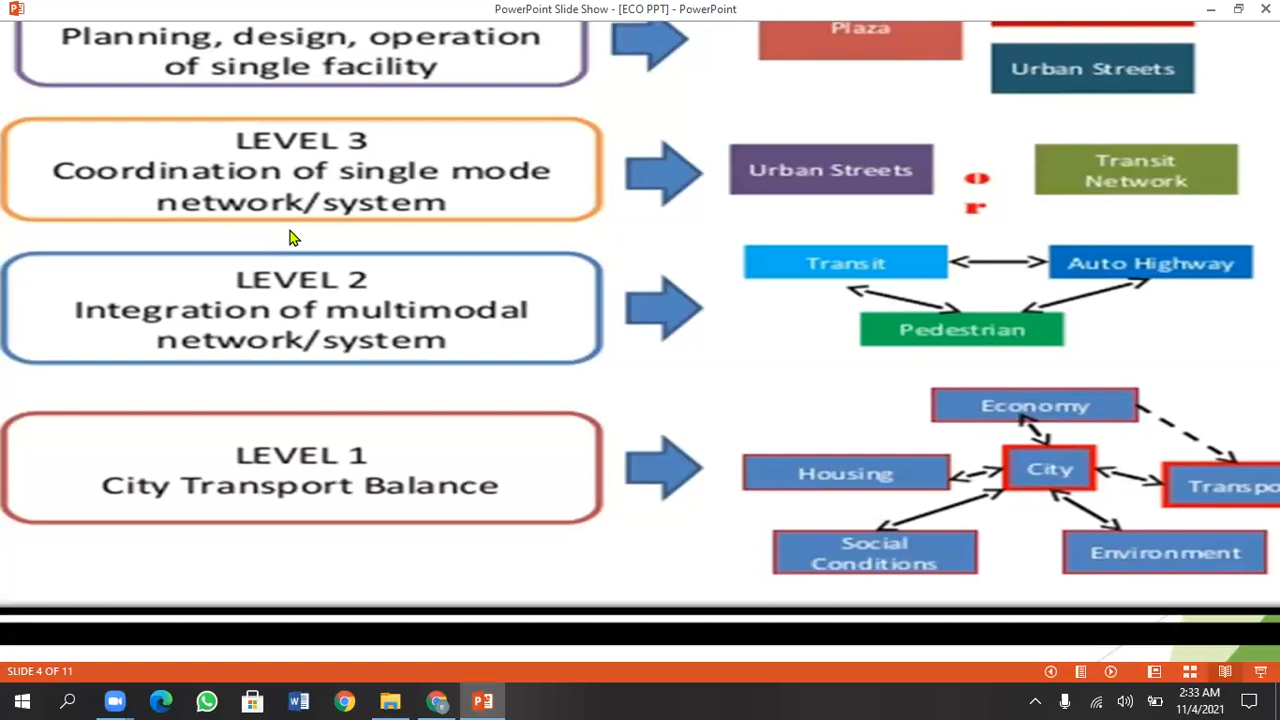 PowerPoint Slide Show - [ECO PPT] - PowerPoint
Planning, design, operation
of single facility
Plaza
Urban Streets
LEVEL 3
Coordination of single mode
network/system
Urban Streets
o
r
Transit
Network
LEVEL 2
Integration of multimodal
network/system
Transit
Auto Highway
Pedestrian
LEVEL 1
City Transport Balance
Economy
Housing
City
Transpo
Social
Conditions
Environment
SLIDE 4 OF 11
2:33 AM
11/4/2021